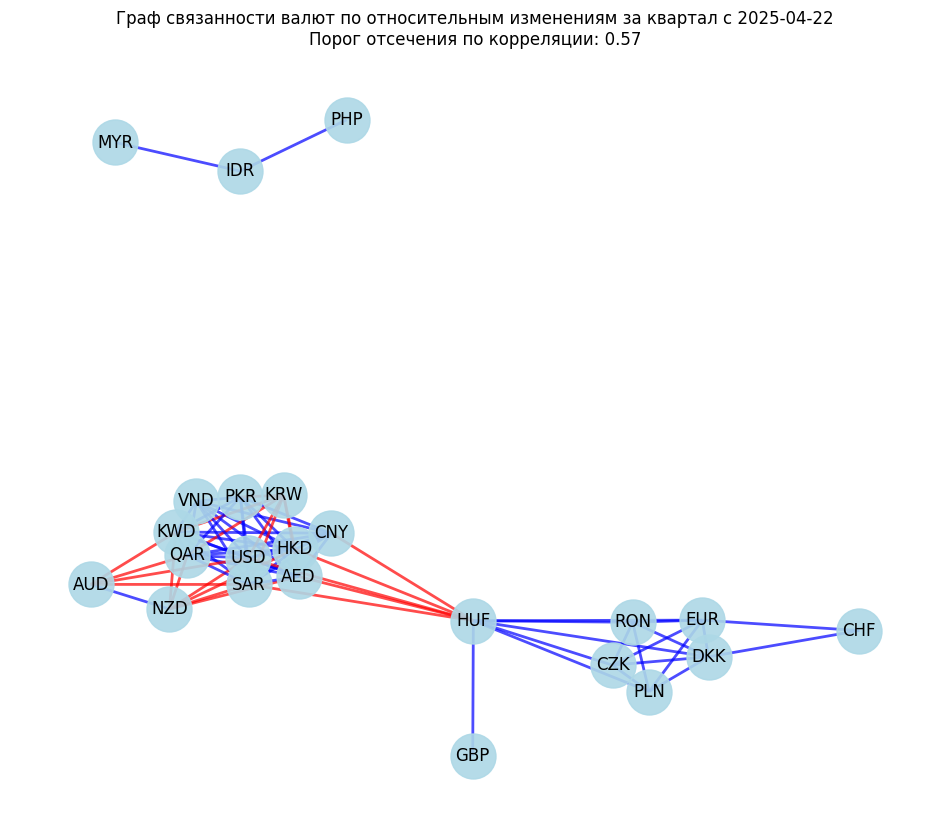 Граф связанности валют по относительным изменениям за квартал с 2025-04-22
Порог отсечения по корреляции: 0.57
PHP
MYR
IDR
VND
PKR
KRW
KWD
CNY
QAR
USD
HKD
AUD
SAR
AED
NZD
HUF
RON
EUR
CHF
CZK
DKK
PLN
GBP